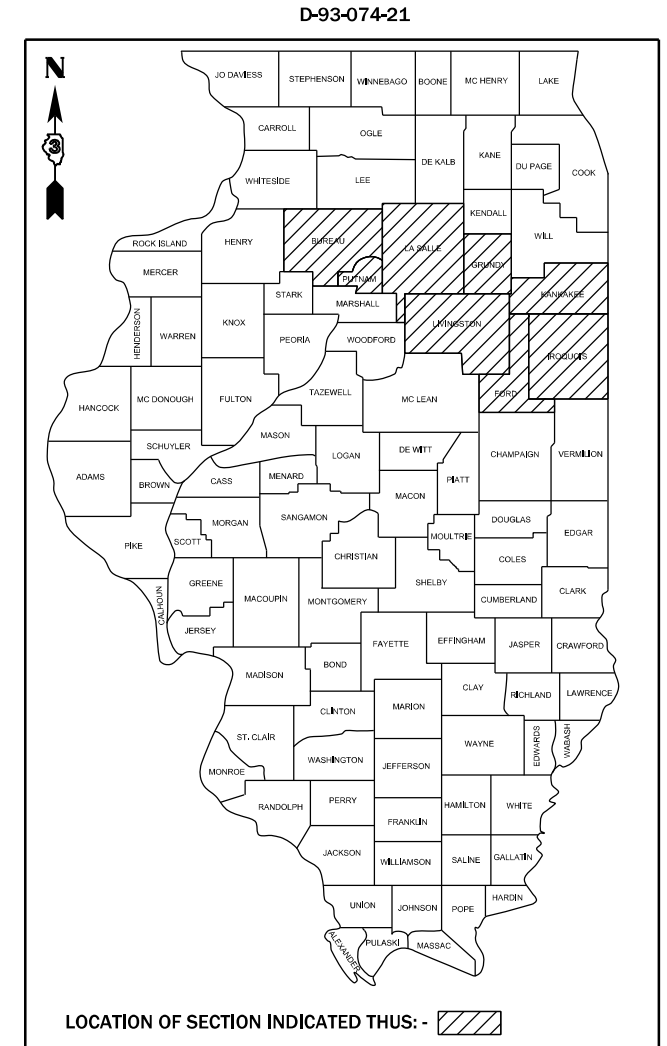 D-93-074-21
N
JO DAVIESS STEPHENSON WINNEBAGO BOONE MC HENRY LAKE
3
CARROLL OGLE
DE KALB KANE DU PAGE COOK
WHITESIDE LEE
KENDALL
WILL
ROCK ISLAND HENRY BUREAU LA SALLE
GRUNDY
MERCER PUTNAM
STARK KANKAKEE
MARSHALL
HENDERSON WARREN KNOX LIVINGSTON
PEORIA WOODFORD IROQUOIS
FORD
HANCOCK MC DONOUGH FULTON TAZEWELL MC LEAN
MASON
SCHUYLER LOGAN DE WITT CHAMPAIGN VERMILION
ADAMS BROWN CASS MENARD PIATT
MACON
MORGAN SANGAMON DOUGLAS
PIKE SCOTT MOULTRIE EDGAR
CHRISTIAN COLES
GREENE SHELBY
CALHOUN MACOUPIN MONTGOMERY CUMBERLAND CLARK
JERSEY
FAYETTE EFFINGHAM JASPER CRAWFORD
BOND
MADISON
CLAY RICHLAND LAWRENCE
CLINTON MARION
ST. CLAIR WAYNE EDWARDS WABASH
WASHINGTON JEFFERSON
MONROE
RANDOLPH PERRY HAMILTON WHITE
FRANKLIN
JACKSON WILLIAMSON SALINE GALLATIN
UNION JOHNSON POPE HARDIN
ALEXANDER PULASKI MASSAC
LOCATION OF SECTION INDICATED THUS: -